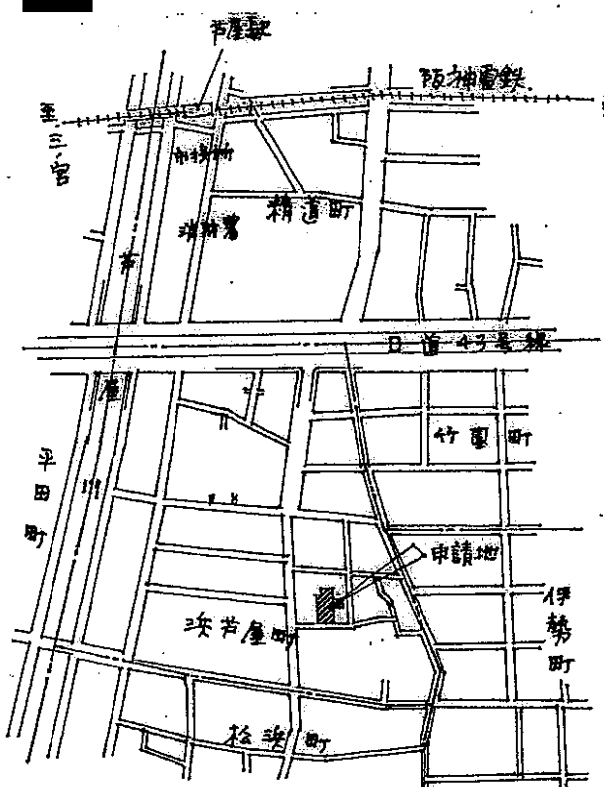 芦屋駅
阪神電鉄
至三ノ宮
至
市役所
精道町
消防署
芦
国道43号線
屋
竹園町
平田町
川
申請地
伊勢町
浜芦屋町
松浜町